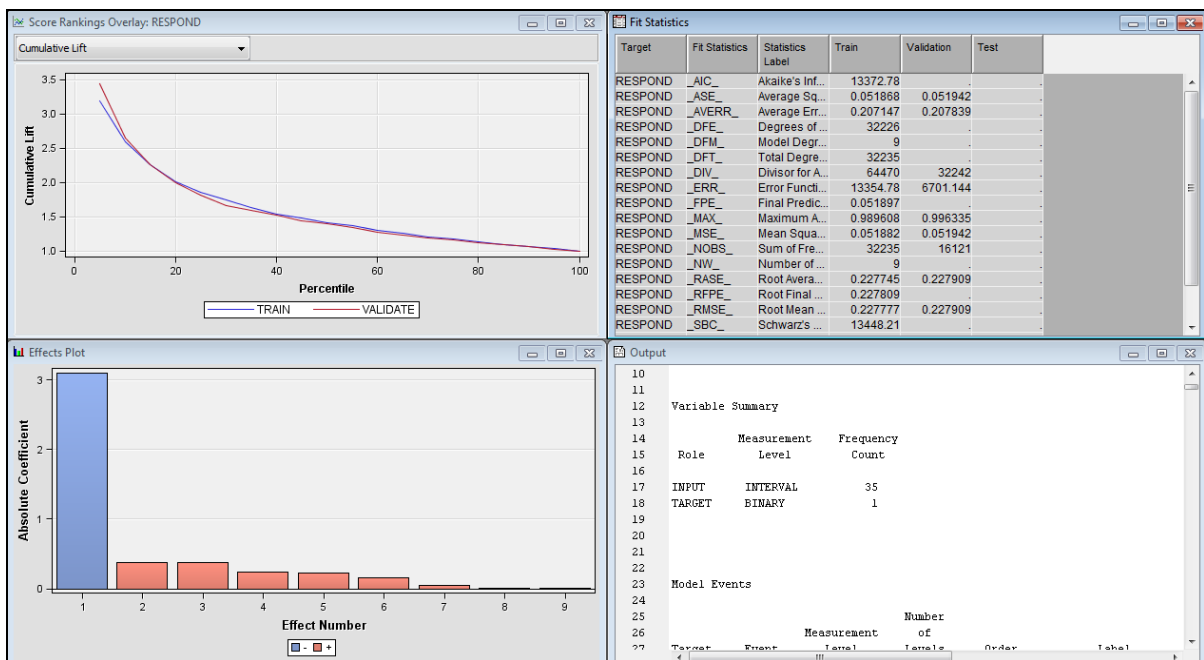 Score Rankings Overlay: RESPOND
Cumulative Lift
3.5
3.0
2.5
2.0
1.5
1.0
Cumulative Lift
0 20 40 60 80 100
Percentile
TRAIN VALIDATE
Fit Statistics
Target Fit Statistics Statistics Label Train Validation Test
RESPOND _AIC_ Akaike's Inf... 13372.78 . .
RESPOND _ASE_ Average Sq... 0.051868 0.051942 .
RESPOND _AVERR_ Average Err... 0.207147 0.207839 .
RESPOND _DFE_ Degrees of ... 32226 . .
RESPOND _DFM_ Model Degr... 9 . .
RESPOND _DFT_ Total Degre... 32235 . .
RESPOND _DIV_ Divisor for A... 64470 32242 .
RESPOND _ERR_ Error Functi... 13354.78 6701.144 .
RESPOND _FPE_ Final Predic... 0.051897 . .
RESPOND _MAX_ Maximum A... 0.989608 0.996335 .
RESPOND _MSE_ Mean Squa... 0.051882 0.051942 .
RESPOND _NOBS_ Sum of Fre... 32235 16121 .
RESPOND _NW_ Number of ... 9 . .
RESPOND _RASE_ Root Avera... 0.227745 0.227909 .
RESPOND _RFPE_ Root Final ... 0.227809 . .
RESPOND _RMSE_ Root Mean ... 0.227777 0.227909 .
RESPOND _SBC_ Schwarz's ... 13448.21 . .
Effects Plot
3
2
1
0
Absolute Coefficient
1 2 3 4 5 6 7 8 9
Effect Number
- +
Output
10
11
12 Variable Summary
13
14 Measurement Frequency
15 Role Level Count
16
17 INPUT INTERVAL 35
18 TARGET BINARY 1
19
20
21
22
23 Model Events
24
25 Number
26 Measurement of
27 Target Event Level Levels Order Label